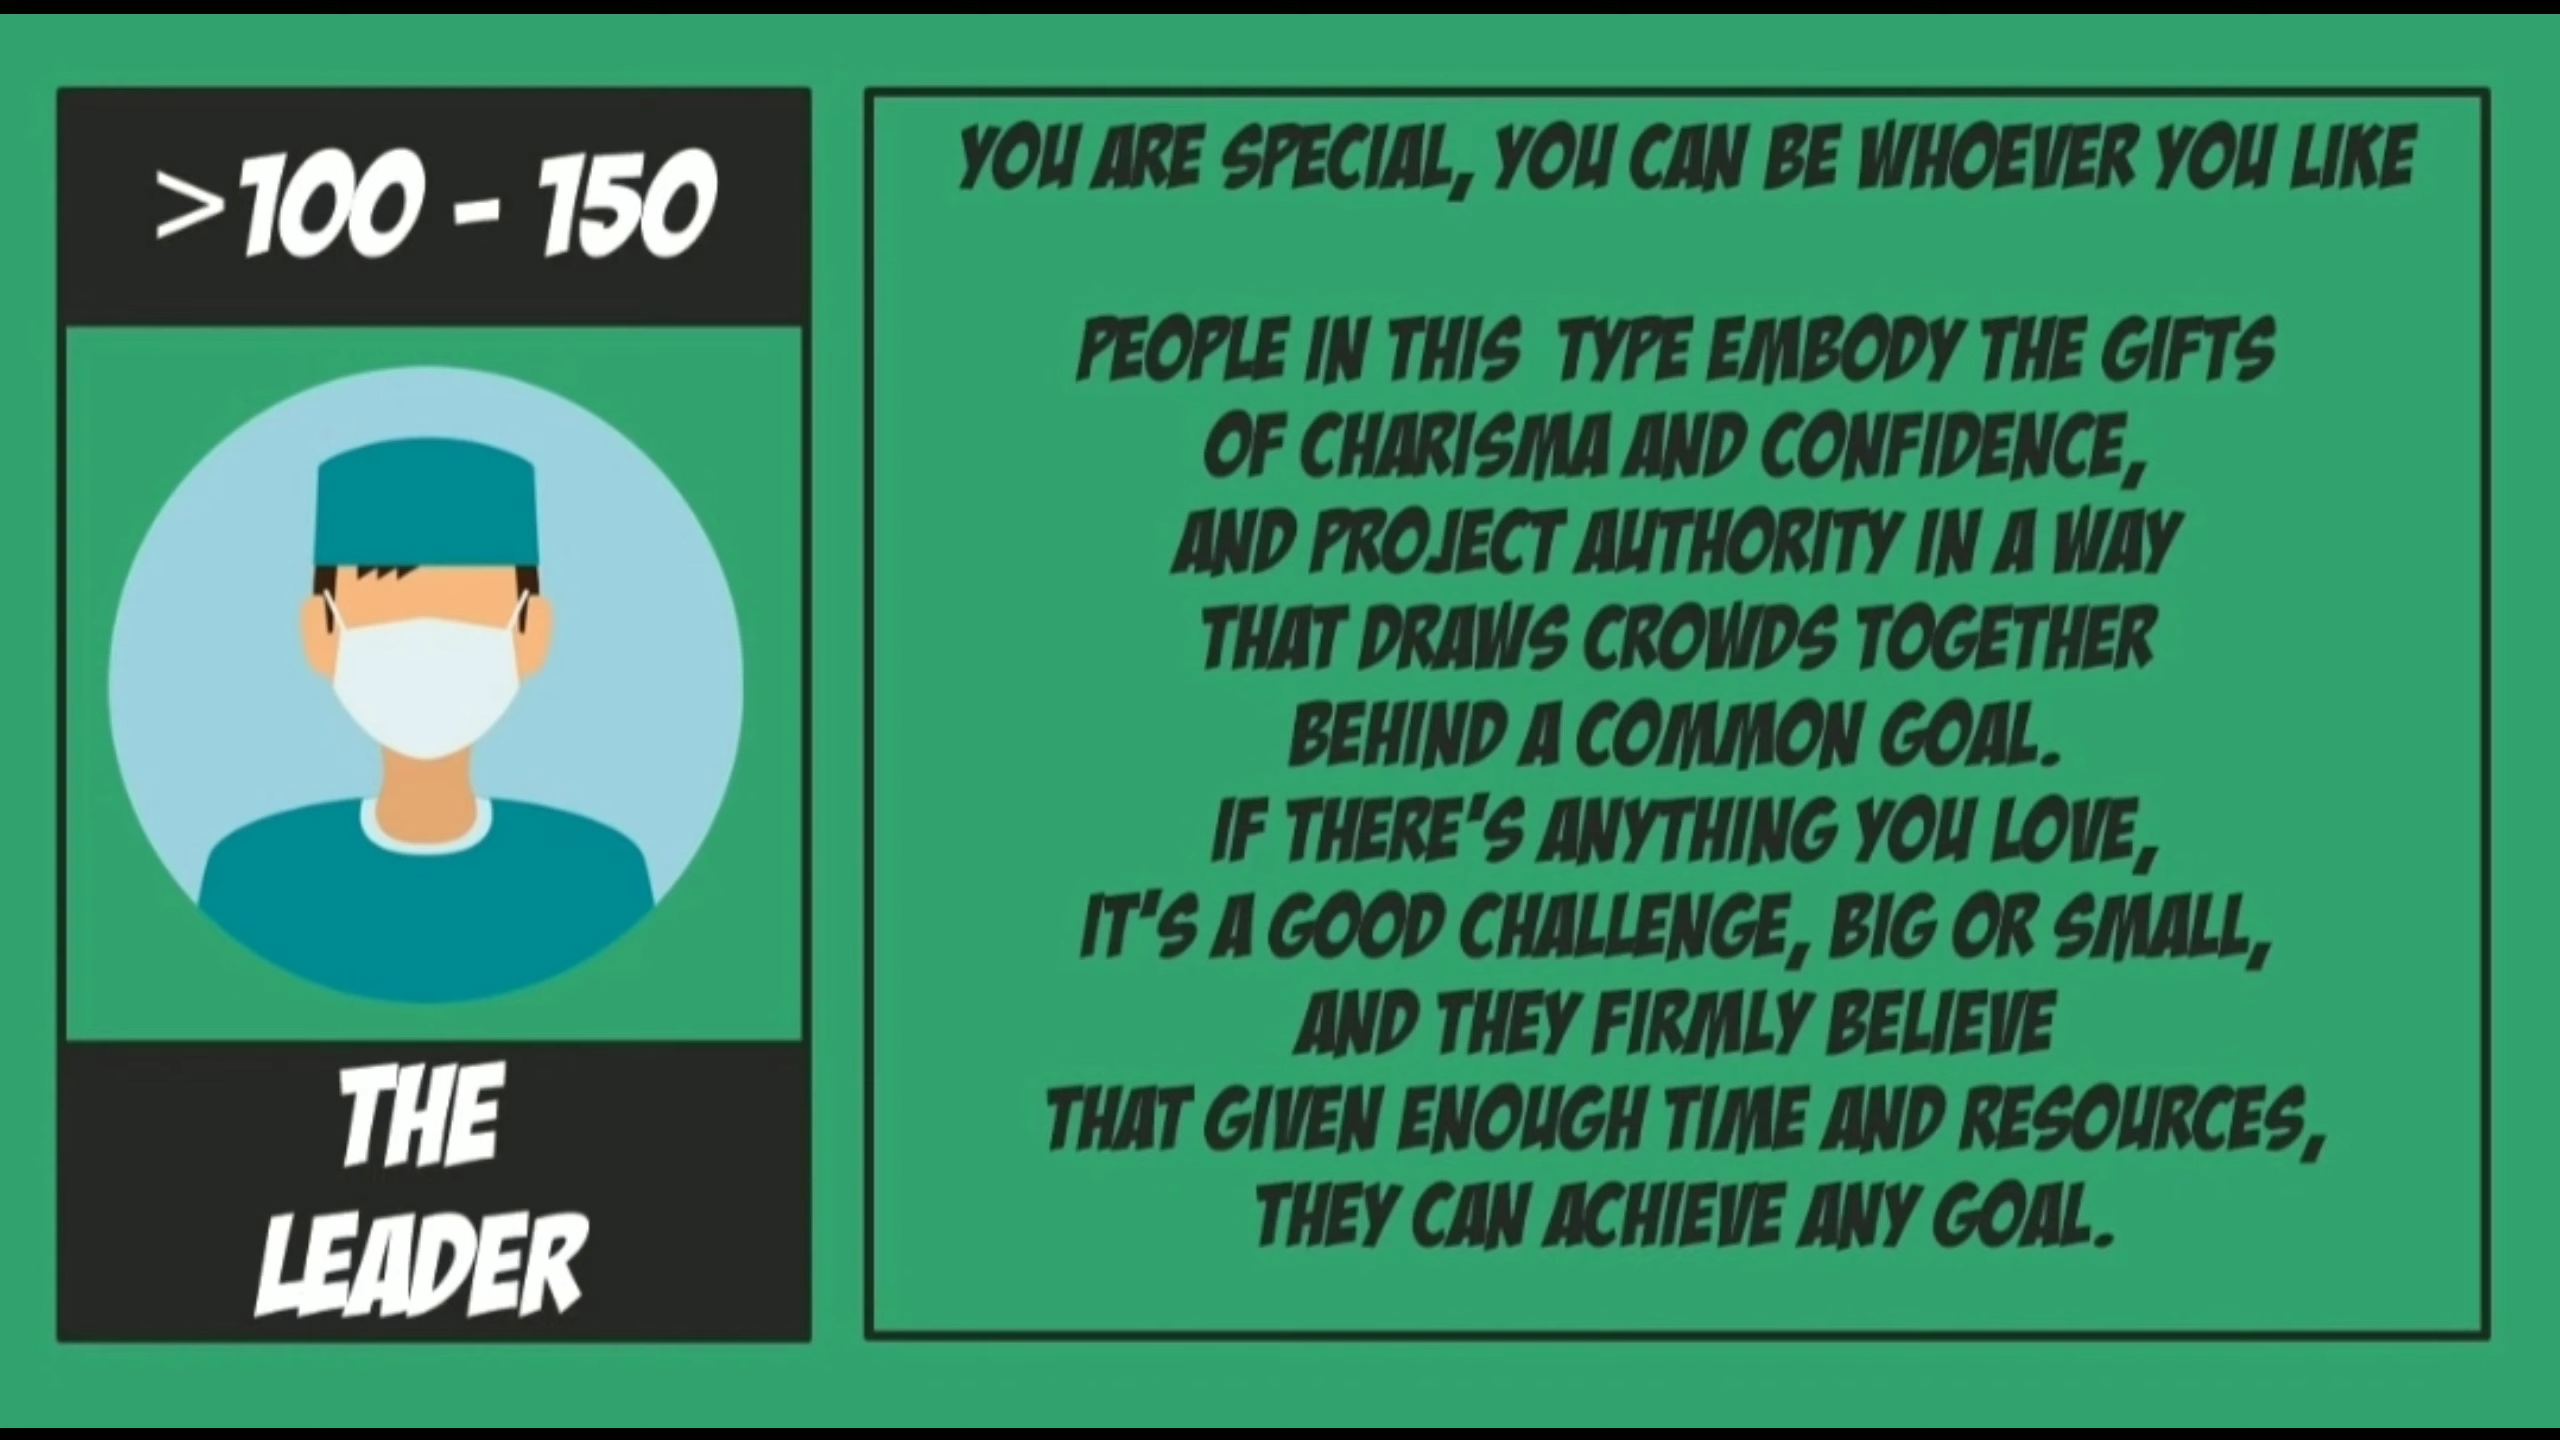 >100 - 150
THE
LEADER
YOU ARE SPECIAL, YOU CAN BE WHOEVER YOU LIKE
PEOPLE IN THIS TYPE EMBODY THE GIFTS
OF CHARISMA AND CONFIDENCE,
AND PROJECT AUTHORITY IN A WAY
THAT DRAWS CROWDS TOGETHER
BEHIND A COMMON GOAL.
IF THERE'S ANYTHING YOU LOVE,
IT'S A GOOD CHALLENGE, BIG OR SMALL,
AND THEY FIRMLY BELIEVE
THAT GIVEN ENOUGH TIME AND RESOURCES,
THEY CAN ACHIEVE ANY GOAL.